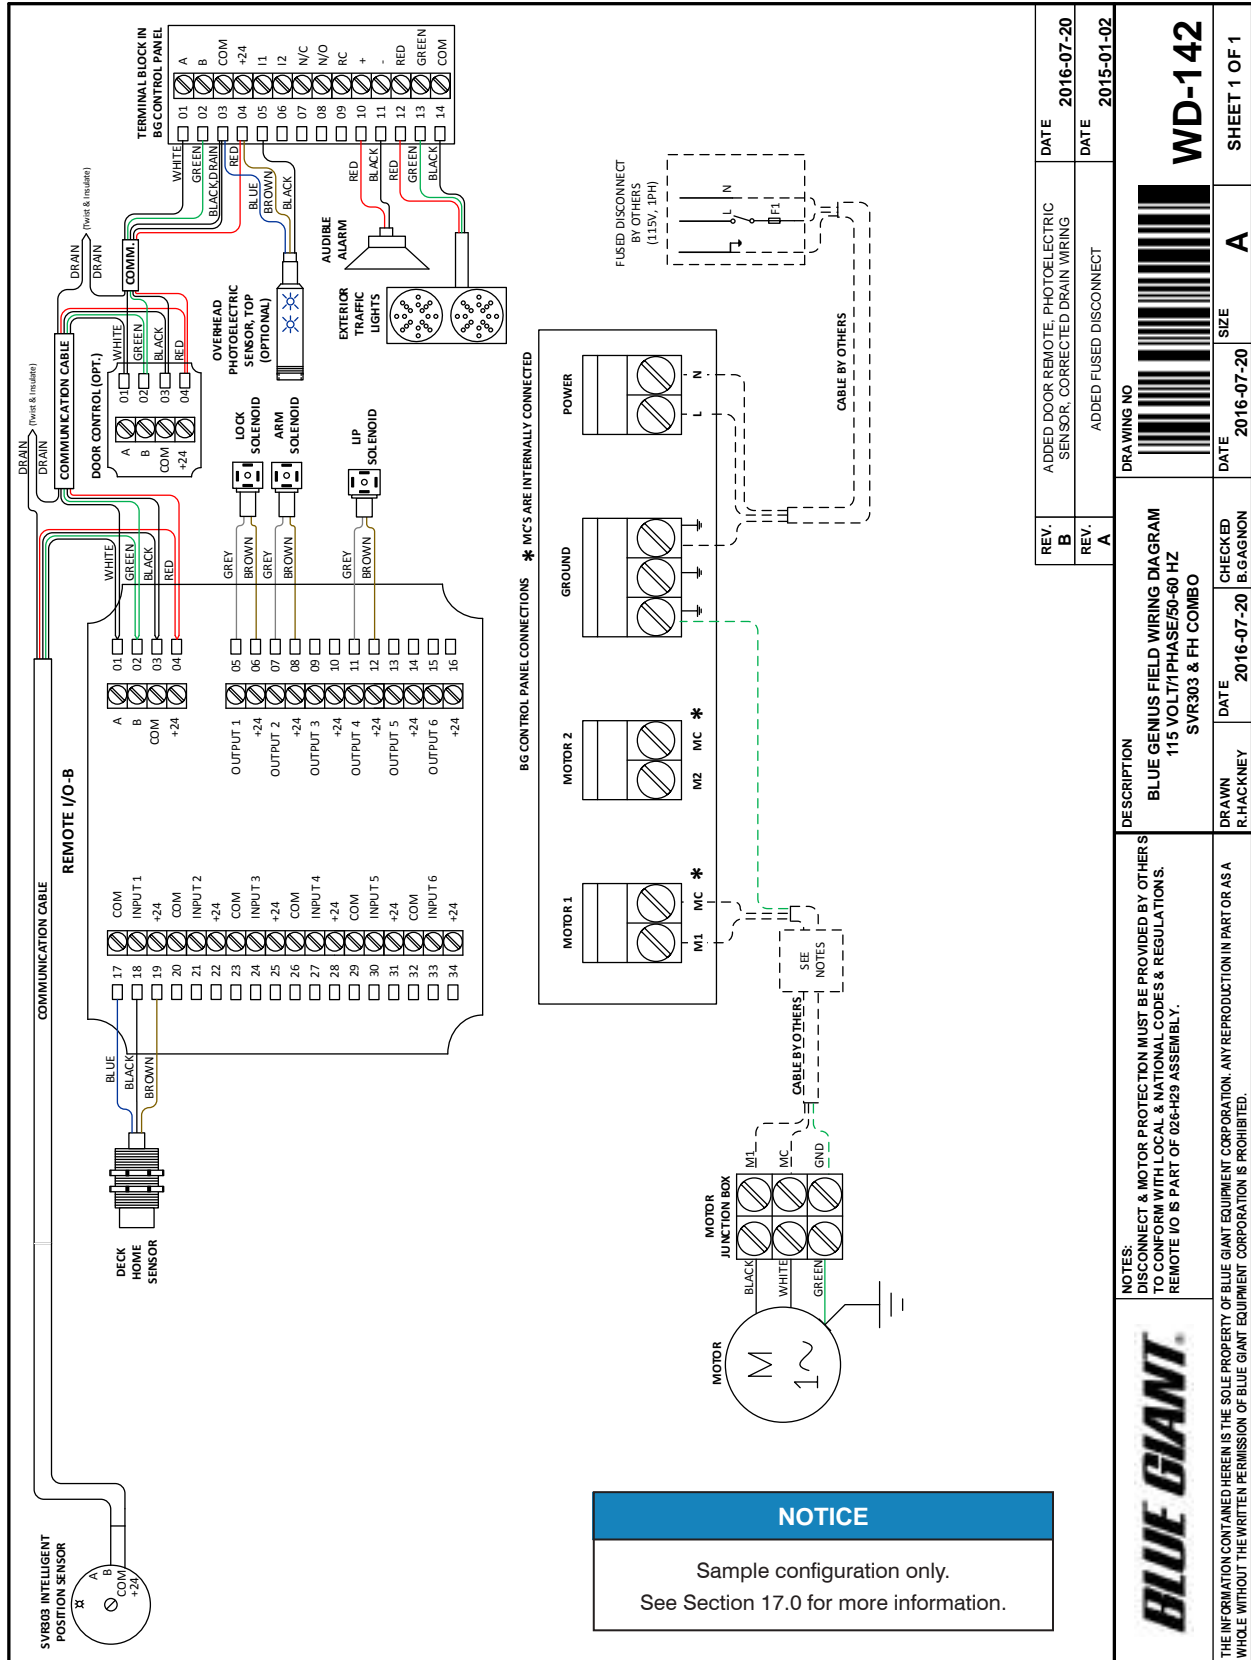 SVR303 INTELLIGENT
POSITION SENSOR
A
B
COM
+24
COMMUNICATION CABLE
DRAIN
DRAIN
(Twist & Insulate)
COMMUNICATION CABLE
DRAIN
DRAIN
(Twist & Insulate)
COMM.
REMOTE I/O-B
WHITE
GREEN
BLACK
RED
01
02
03
04
A
B
COM
+24
DOOR CONTROL (OPT.)
WHITE
GREEN
BLACK
RED
01
02
03
04
A
B
COM
+24
TERMINAL BLOCK IN
BG CONTROL PANEL
01 A
02 B
03 COM
04 +24
05 I1
06 I2
07 N/C
08 N/O
09 RC
10 +
11 -
12 RED
13 GREEN
14 COM
WHITE
GREEN
BLACK,DRAIN
RED
BLUE
BROWN
BLACK
RED
BLACK
RED
GREEN
BLACK
OVERHEAD
PHOTOELECTRIC
SENSOR, TOP
(OPTIONAL)
AUDIBLE
ALARM
EXTERIOR
TRAFFIC
LIGHTS
DECK
HOME
SENSOR
BLUE
BLACK
BROWN
17 COM
18 INPUT 1
19 +24
20 COM
21 INPUT 2
22 +24
23 COM
24 INPUT 3
25 +24
26 COM
27 INPUT 4
28 +24
29 COM
30 INPUT 5
31 +24
32 COM
33 INPUT 6
34 +24
OUTPUT 1 05
+24 06
OUTPUT 2 07
+24 08
OUTPUT 3 09
+24 10
OUTPUT 4 11
+24 12
OUTPUT 5 13
+24 14
OUTPUT 6 15
+24 16
GREY
BROWN
GREY
BROWN
GREY
BROWN
LOCK
SOLENOID
ARM
SOLENOID
LIP
SOLENOID
BG CONTROL PANEL CONNECTIONS
* MC'S ARE INTERNALLY CONNECTED
MOTOR 1
M1
MC *
MOTOR 2
M2
MC *
GROUND
POWER
L
N
FUSED DISCONNECT
BY OTHERS
(115V, 1PH)
L
N
F1
CABLE BY OTHERS
SEE
NOTES
CABLE BY OTHERS
MOTOR
M
1~
BLACK
WHITE
GREEN
MOTOR
JUNCTION BOX
M1
MC
GND
NOTICE
Sample configuration only.
See Section 17.0 for more information.
REV.
B
ADDED DOOR REMOTE, PHOTOELECTRIC
SENSOR, CORRECTED DRAIN WIRING
DATE
2016-07-20
REV.
A
ADDED FUSED DISCONNECT
DATE
2015-01-02
BLUE GIANT®
NOTES:
DISCONNECT & MOTOR PROTECTION MUST BE PROVIDED BY OTHERS
TO CONFORM WITH LOCAL & NATIONAL CODES & REGULATIONS.
REMOTE I/O IS PART OF 026-H29 ASSEMBLY.
DESCRIPTION
BLUE GENIUS FIELD WIRING DIAGRAM
115 VOLT/1PHASE/50-60 HZ
SVR303 & FH COMBO
DRAWING NO
WD-142
THE INFORMATION CONTAINED HEREIN IS THE SOLE PROPERTY OF BLUE GIANT EQUIPMENT CORPORATION. ANY REPRODUCTION IN PART OR AS A
WHOLE WITHOUT THE WRITTEN PERMISSION OF BLUE GIANT EQUIPMENT CORPORATION IS PROHIBITED.
DRAWN
R.HACKNEY
DATE
2016-07-20
CHECKED
B.GAGNON
DATE
2016-07-20
SIZE
A
SHEET 1 OF 1